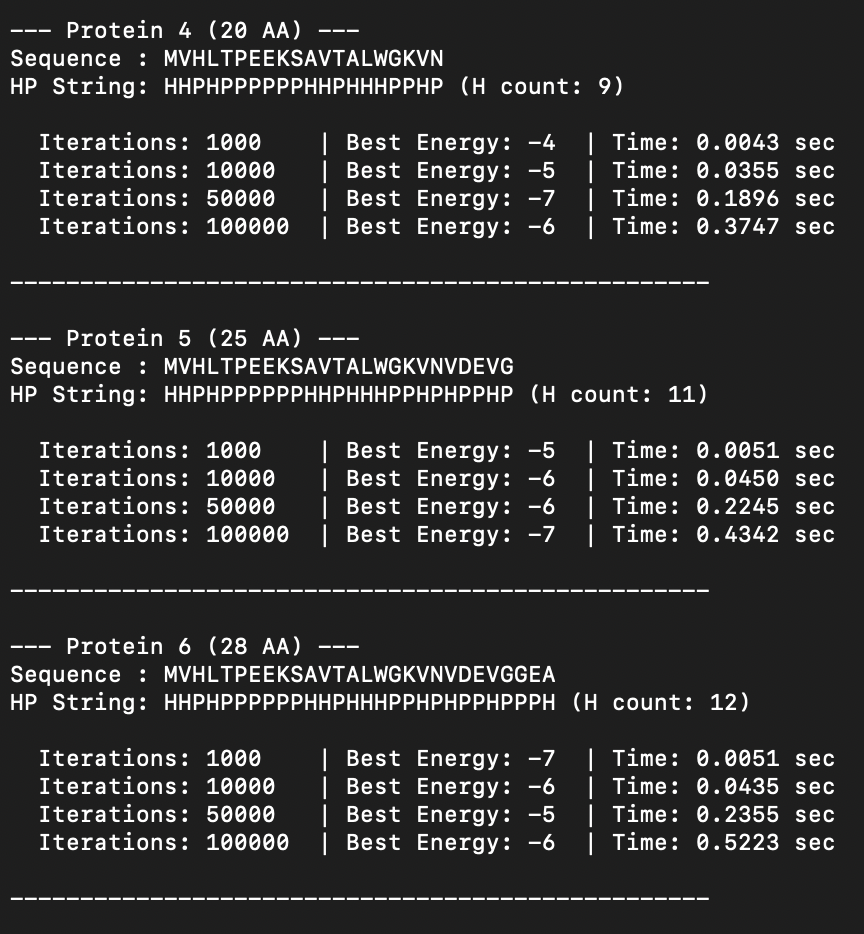 --- Protein 4 (20 AA) ---
Sequence : MVHLTPEEKSAVTALWGKVN
HP String: HHPHPPPPPPHHPHHHPPHP (H count: 9)
Iterations: 1000 | Best Energy: -4 | Time: 0.0043 sec
Iterations: 10000 | Best Energy: -5 | Time: 0.0355 sec
Iterations: 50000 | Best Energy: -7 | Time: 0.1896 sec
Iterations: 100000 | Best Energy: -6 | Time: 0.3747 sec
--------------------------------------------------
--- Protein 5 (25 AA) ---
Sequence : MVHLTPEEKSAVTALWGKVNVDEVG
HP String: HHPHPPPPPPHHPHHHPPHPHPPHP (H count: 11)
Iterations: 1000 | Best Energy: -5 | Time: 0.0051 sec
Iterations: 10000 | Best Energy: -6 | Time: 0.0450 sec
Iterations: 50000 | Best Energy: -6 | Time: 0.2245 sec
Iterations: 100000 | Best Energy: -7 | Time: 0.4342 sec
--------------------------------------------------
--- Protein 6 (28 AA) ---
Sequence : MVHLTPEEKSAVTALWGKVNVDEVGGEA
HP String: HHPHPPPPPPHHPHHHPPHPHPPHPPPH (H count: 12)
Iterations: 1000 | Best Energy: -7 | Time: 0.0051 sec
Iterations: 10000 | Best Energy: -6 | Time: 0.0435 sec
Iterations: 50000 | Best Energy: -5 | Time: 0.2355 sec
Iterations: 100000 | Best Energy: -6 | Time: 0.5223 sec
--------------------------------------------------